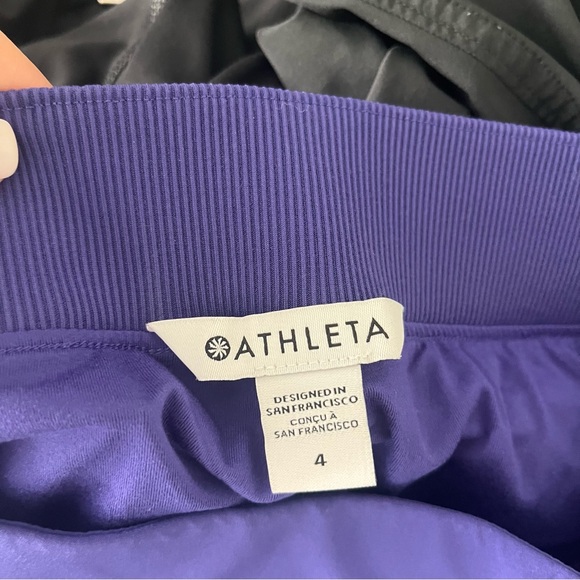 ATHLETA
DESIGNED IN
SAN FRANCISCO
CONÇU À
SAN FRANCISCO
4